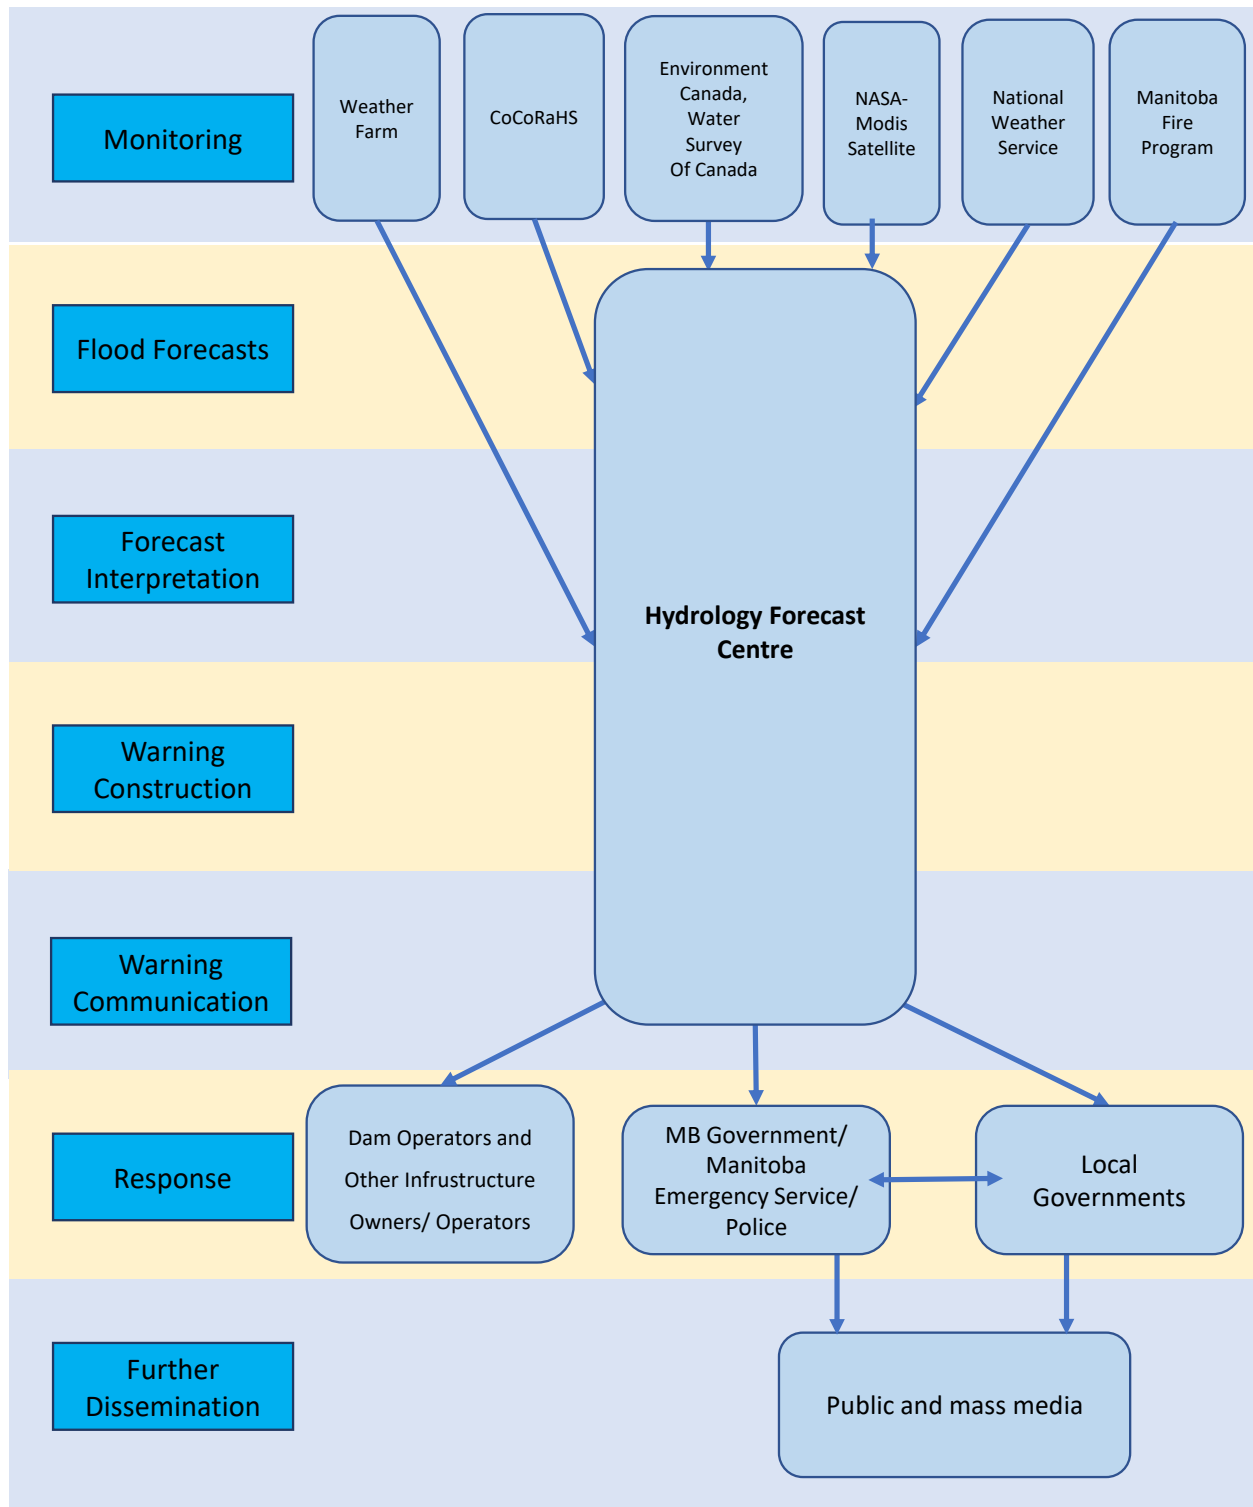 Monitoring
Weather
Farm
CoCoRaHS
Environment
Canada,
Water
Survey
Of Canada
NASA-
Modis
Satellite
National
Weather
Service
Manitoba
Fire
Program
Flood Forecasts
Forecast
Interpretation
Hydrology Forecast
Centre
Warning
Construction
Warning
Communication
Response
Dam Operators and
Other Infrustructure
Owners/ Operators
MB Government/
Manitoba
Emergency Service/
Police
Local
Governments
Further
Dissemination
Public and mass media